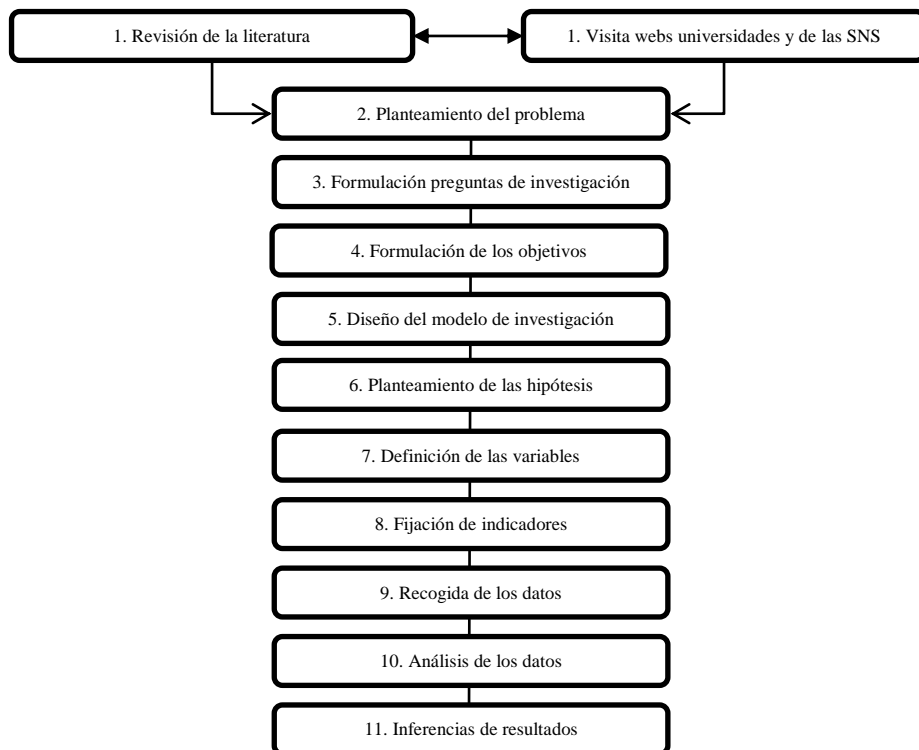 1. Revisión de la literatura
1. Visita webs universidades y de las SNS
2. Planteamiento del problema
3. Formulación preguntas de investigación
4. Formulación de los objetivos
5. Diseño del modelo de investigación
6. Planteamiento de las hipótesis
7. Definición de las variables
8. Fijación de indicadores
9. Recogida de los datos
10. Análisis de los datos
11. Inferencias de resultados